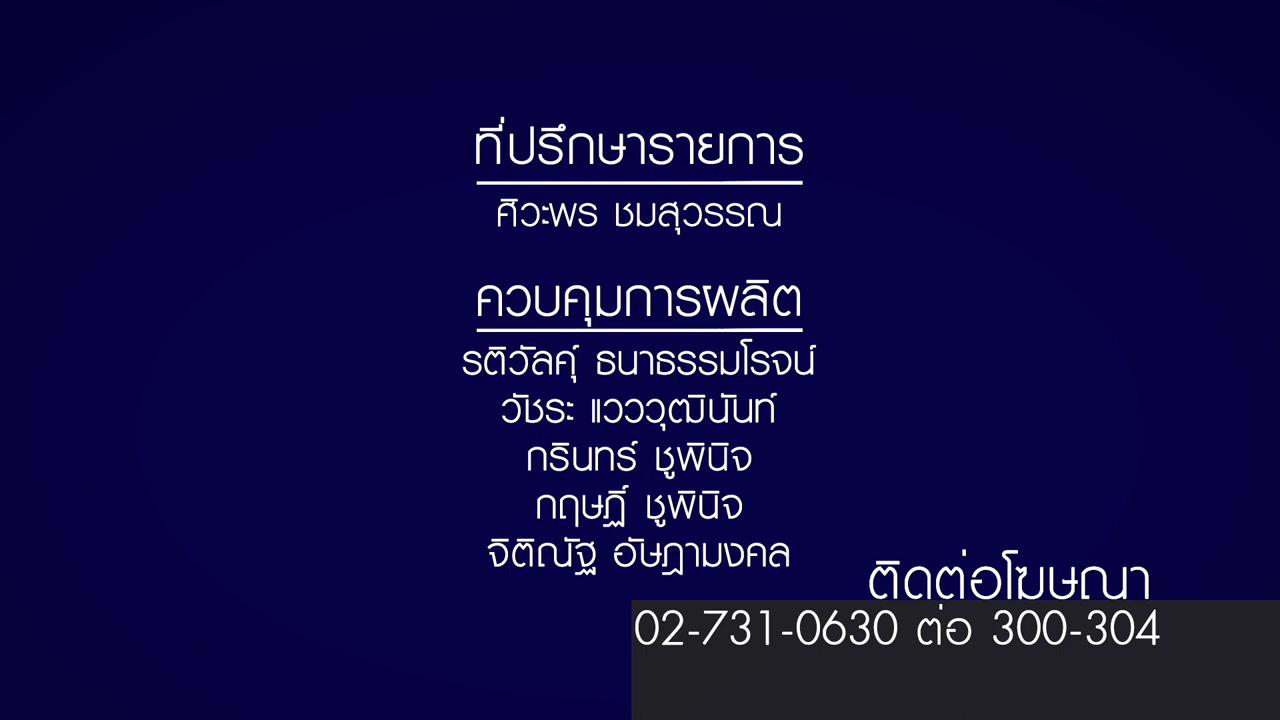 ที่ปรึกษารายการ
ศิวะพร ชมสุวรรณ
ควบคุมการผลิต
รติวัลคุ์ ธนาธรรมโรจน์
วัชระ แวววุฒินันท์
กรินทร์ ชูพินิจ
กฤษฏิ์ ชูพินิจ
จิติณัฐ อัษฎามงคล
ติดต่อโฆษณา
02-731-0630 ต่อ 300-304